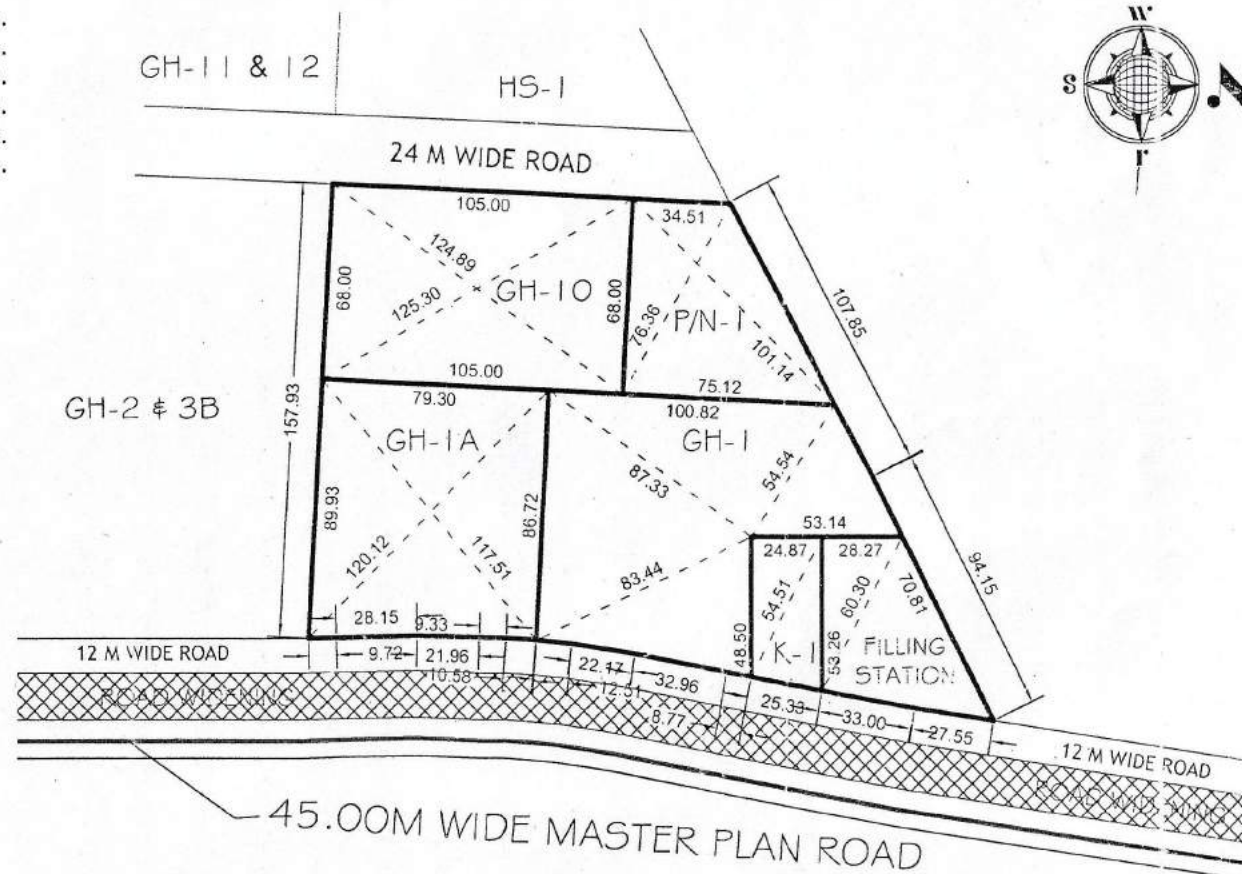 W
S
GH-11 & 12
HS-1
24 M WIDE ROAD
105.00
34.51
124.89
68.00
GH-10
68.00
125.30
76.36
P/N-1
101.14
107.85
105.00
75.12
157.93
GH-2 & 3B
79.30
100.82
GH-1A
GH-1
87.33
54.54
89.93
86.72
53.14
94.15
120.12
117.51
83.44
24.87
28.27
54.51
60.30
70.81
28.15
9.33
48.50
K-1
53.26
FILLING
STATION
12 M WIDE ROAD
9.72
21.96
22.17
10.58
12.51
32.96
ROAD WIDENING
25.33
8.77
33.00
27.55
12 M WIDE ROAD
ROAD WIDENING
45.00M WIDE MASTER PLAN ROAD